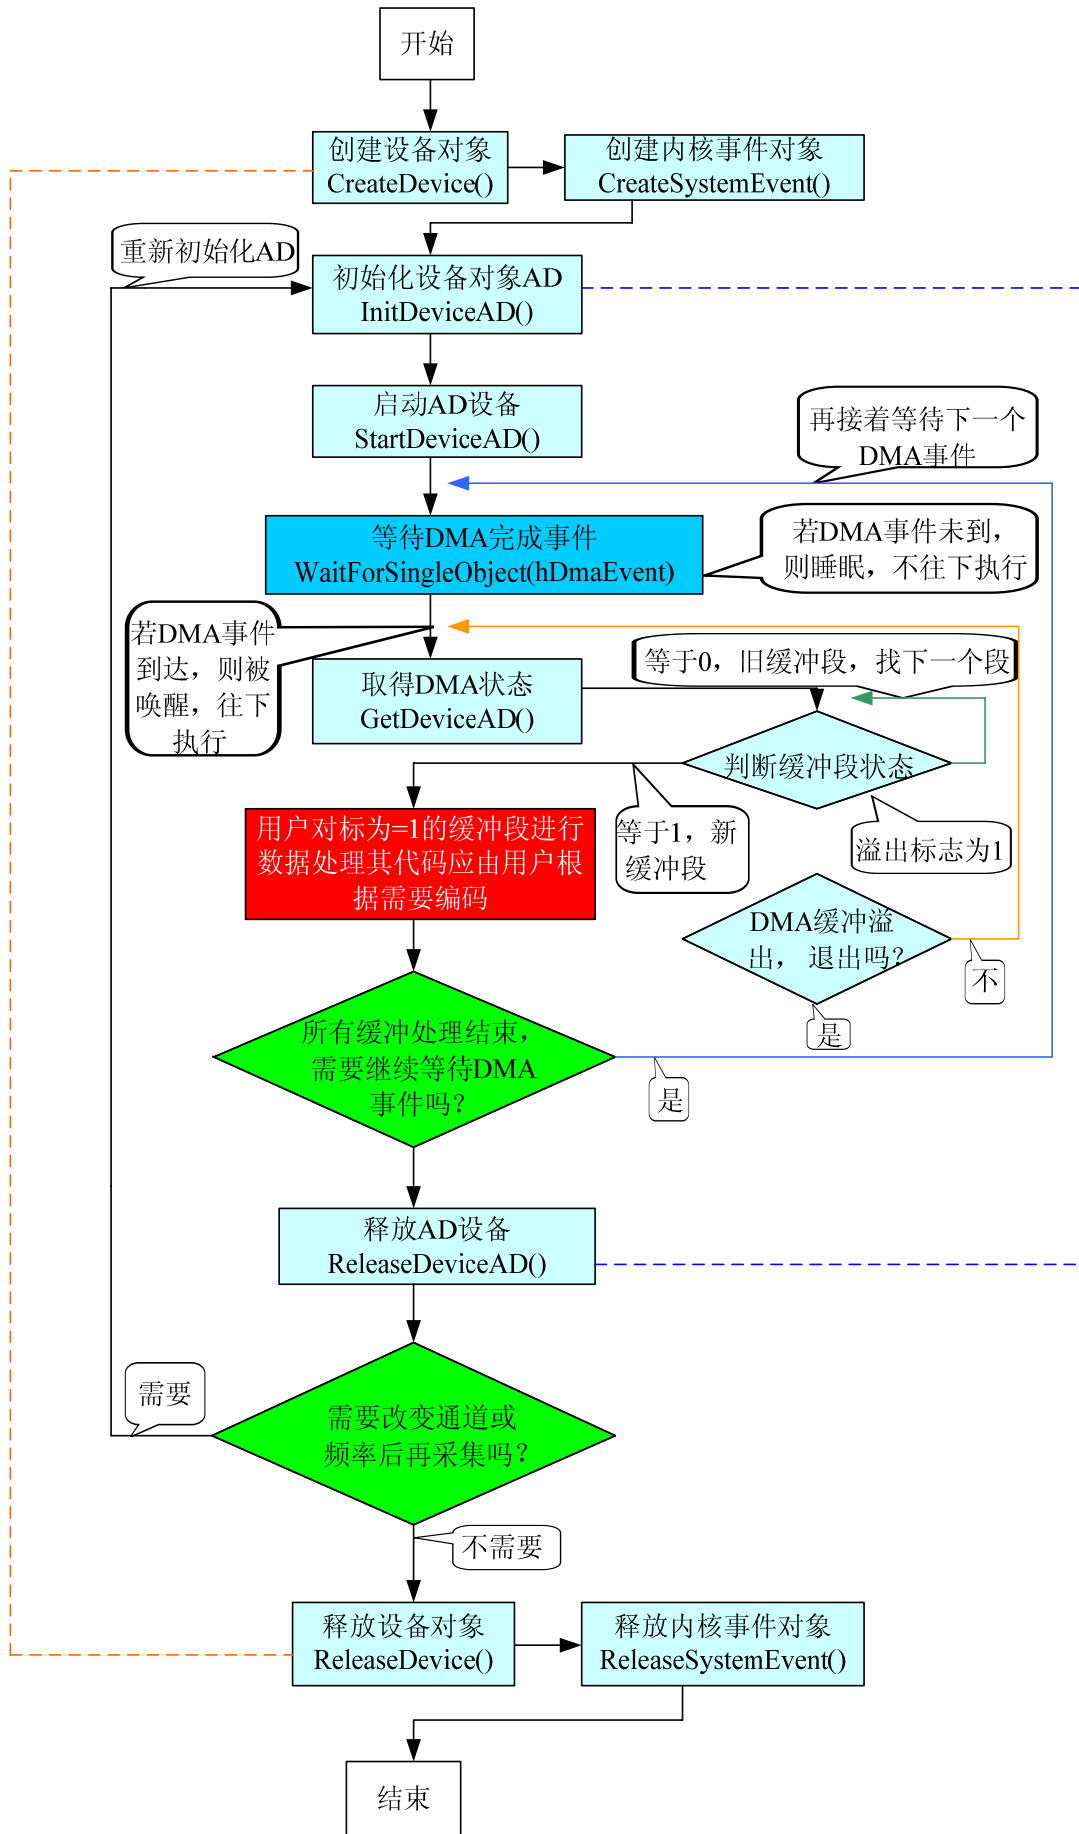 开始
创建设备对象
CreateDevice()
创建内核事件对象
CreateSystemEvent()
重新初始化AD
初始化设备对象AD
InitDeviceAD()
启动AD设备
StartDeviceAD()
再接着等待下一个
DMA事件
等待DMA完成事件
WaitForSingleObject(hDmaEvent)
若DMA事件未到，
则睡眠，不往下执行
若DMA事件
到达，则被
唤醒，往下
执行
取得DMA状态
GetDeviceAD()
等于0，旧缓冲段，找下一个段
判断缓冲段状态
用户对标为=1的缓冲段进行
数据处理其代码应由用户根
据需要编码
等于1，新
缓冲段
溢出标志为1
DMA缓冲溢
出， 退出吗？
不
是
所有缓冲处理结束，
需要继续等待DMA
事件吗？
是
释放AD设备
ReleaseDeviceAD()
需要
需要改变通道或
频率后再采集吗？
不需要
释放设备对象
ReleaseDevice()
释放内核事件对象
ReleaseSystemEvent()
结束